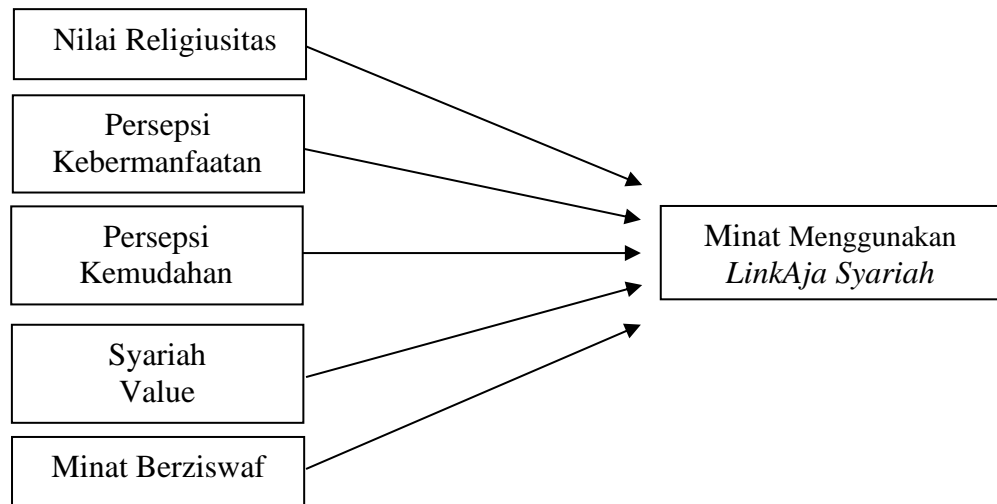 Nilai Religiusitas
Persepsi
Kebermanfaatan
Persepsi
Kemudahan
Syariah
Value
Minat Berziswaf
Minat Menggunakan
LinkAja Syariah